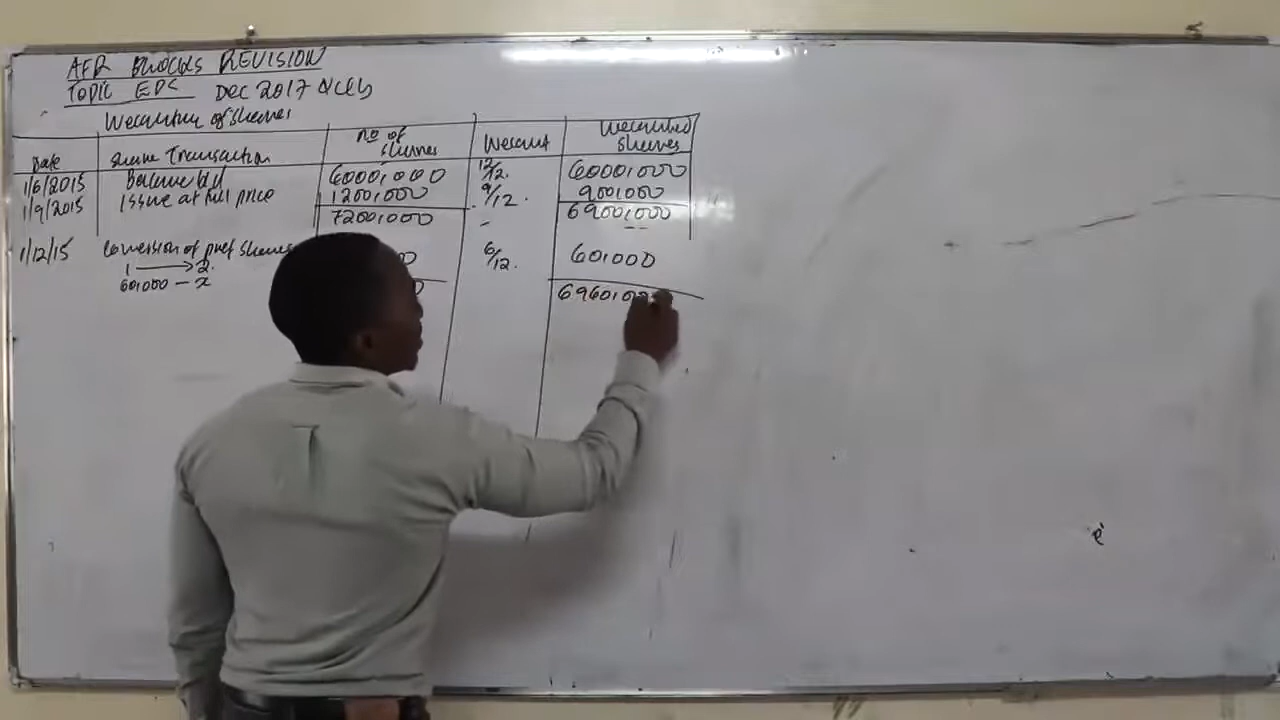 AFR BLOCKS REVISION
TOPIC EPS Dec 2017 Q(c)
Weighting of shares
Date Share Transaction no of shares Weight Weighted shares
1/6/2015 Balance b/d 6000,000 12/12. 6000,000
1/9/2015 Issue at full price 1200,000 9/12. 900,000
7200,000 - 6900,000
1/12/15 Conversion of pref shares 6/12. 60,000
1 → 2.
60,000 — x 6960,0